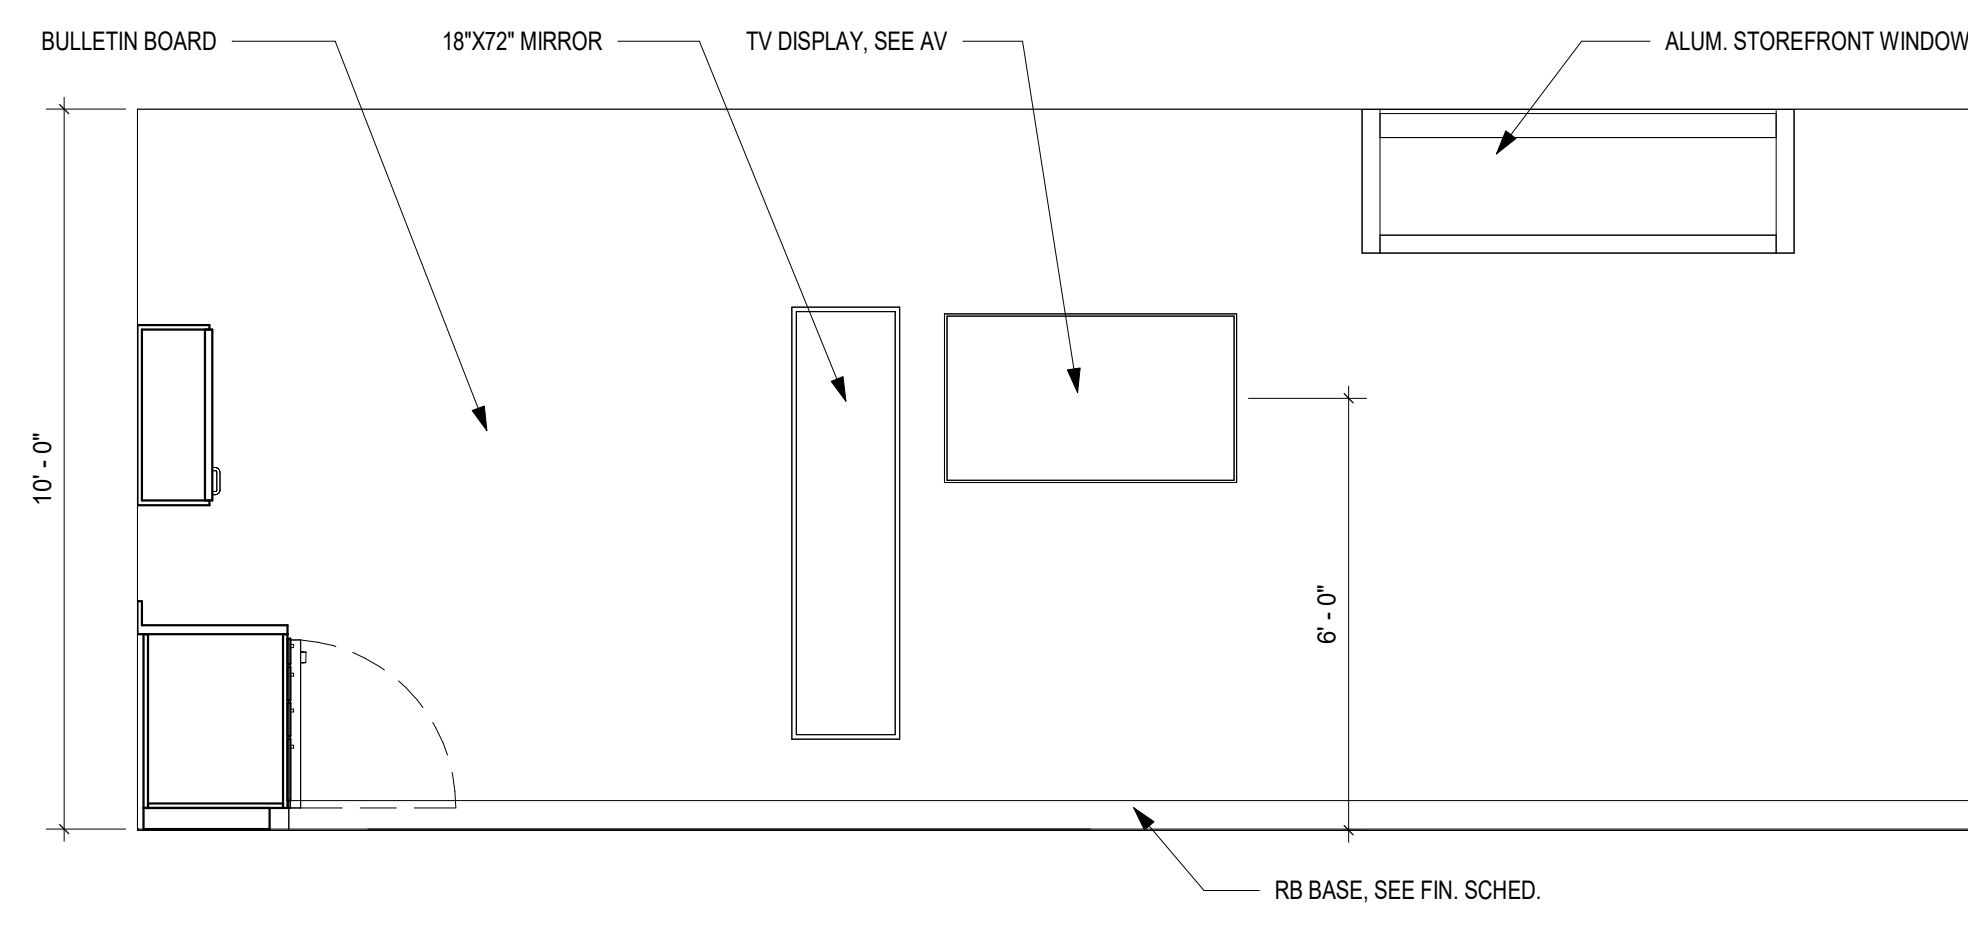 BULLETIN BOARD
18"X72" MIRROR
TV DISPLAY, SEE AV
ALUM. STOREFRONT WINDOW
10' - 0"
6' - 0"
RB BASE, SEE FIN. SCHED.